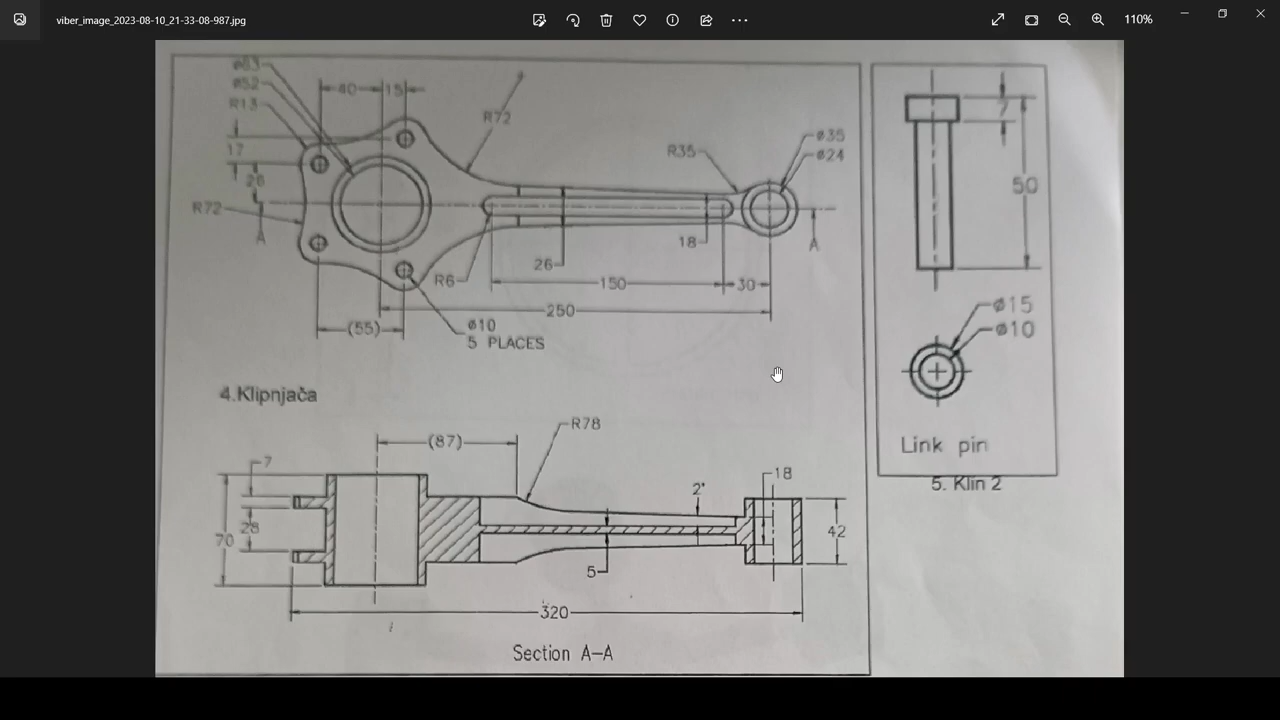 viber_image_2023-08-10_21-33-08-987.jpg
110%
ø83
ø52
R13
40
15
R72
17
26
R72
A
R35
ø35
ø24
R6
26
18
A
150
30
250
(55)
ø10
5 PLACES
7
50
ø15
ø10
Link pin
5. Klin 2
4.Klipnjača
(87)
R78
7
28
70
2°
18
42
5
320
Section A-A